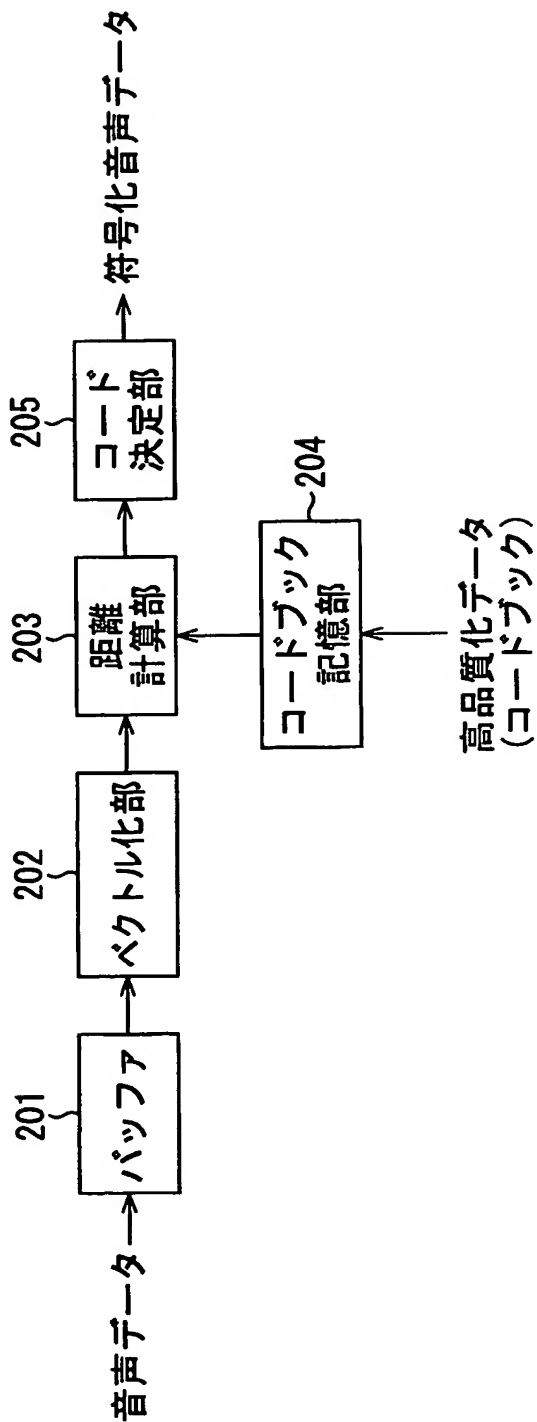 音声データ
201
バッファ
202
ベクトル化部
203
距離
計算部
205
コード
決定部
符号化音声データ
204
コードブック
記憶部
高品質化データ
(コードブック)